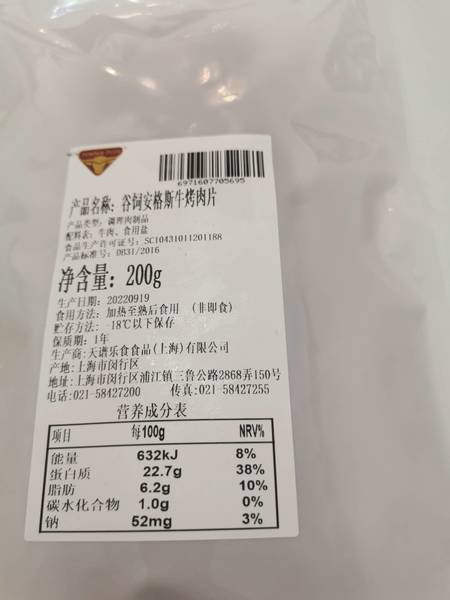 6971607705695
产品名称：谷饲安格斯牛烤肉片
产品类型：调理肉制品
配料表：牛肉、食用盐
食品生产许可证号：SC10431011201188
产品标准号：DB31/2016
净含量：200g
生产日期：20220919
食用方法：加热至熟后食用 （非即食）
贮存方法：-18℃以下保存
保质期：1年
生产商:天谱乐食食品(上海)有限公司
产地:上海市闵行区
地址:上海市闵行区浦江镇三鲁公路2868弄150号
电话:021-58427200 传真:021-58427255
营养成分表
项目 每100g NRV%
能量 632kJ 8%
蛋白质 22.7g 38%
脂肪 6.2g 10%
碳水化合物 1.0g 0%
钠 52mg 3%